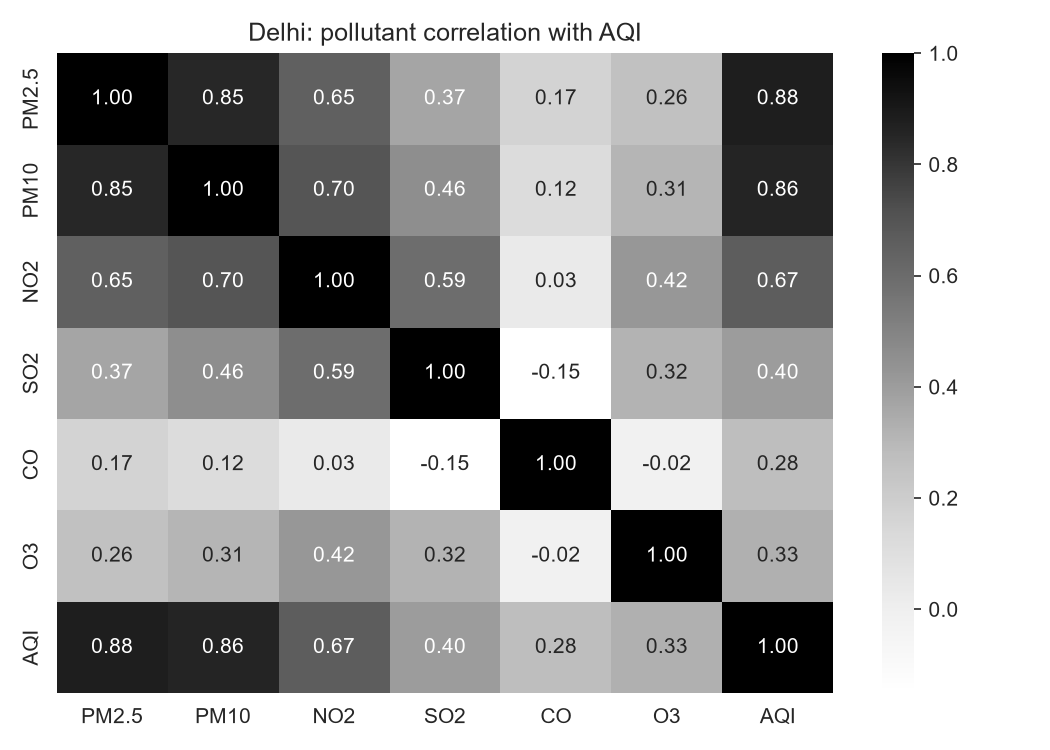 Delhi: pollutant correlation with AQI
PM2.5 1.00 0.85 0.65 0.37 0.17 0.26 0.88
PM10 0.85 1.00 0.70 0.46 0.12 0.31 0.86
NO2 0.65 0.70 1.00 0.59 0.03 0.42 0.67
SO2 0.37 0.46 0.59 1.00 -0.15 0.32 0.40
CO 0.17 0.12 0.03 -0.15 1.00 -0.02 0.28
O3 0.26 0.31 0.42 0.32 -0.02 1.00 0.33
AQI 0.88 0.86 0.67 0.40 0.28 0.33 1.00
PM2.5 PM10 NO2 SO2 CO O3 AQI
1.0
0.8
0.6
0.4
0.2
0.0